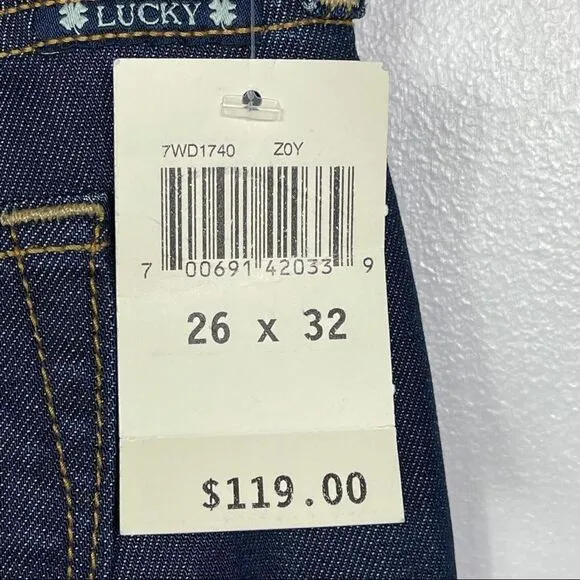 LUCKY
7WD1740 Z0Y
7 00691 42033 9
26 x 32
$119.00